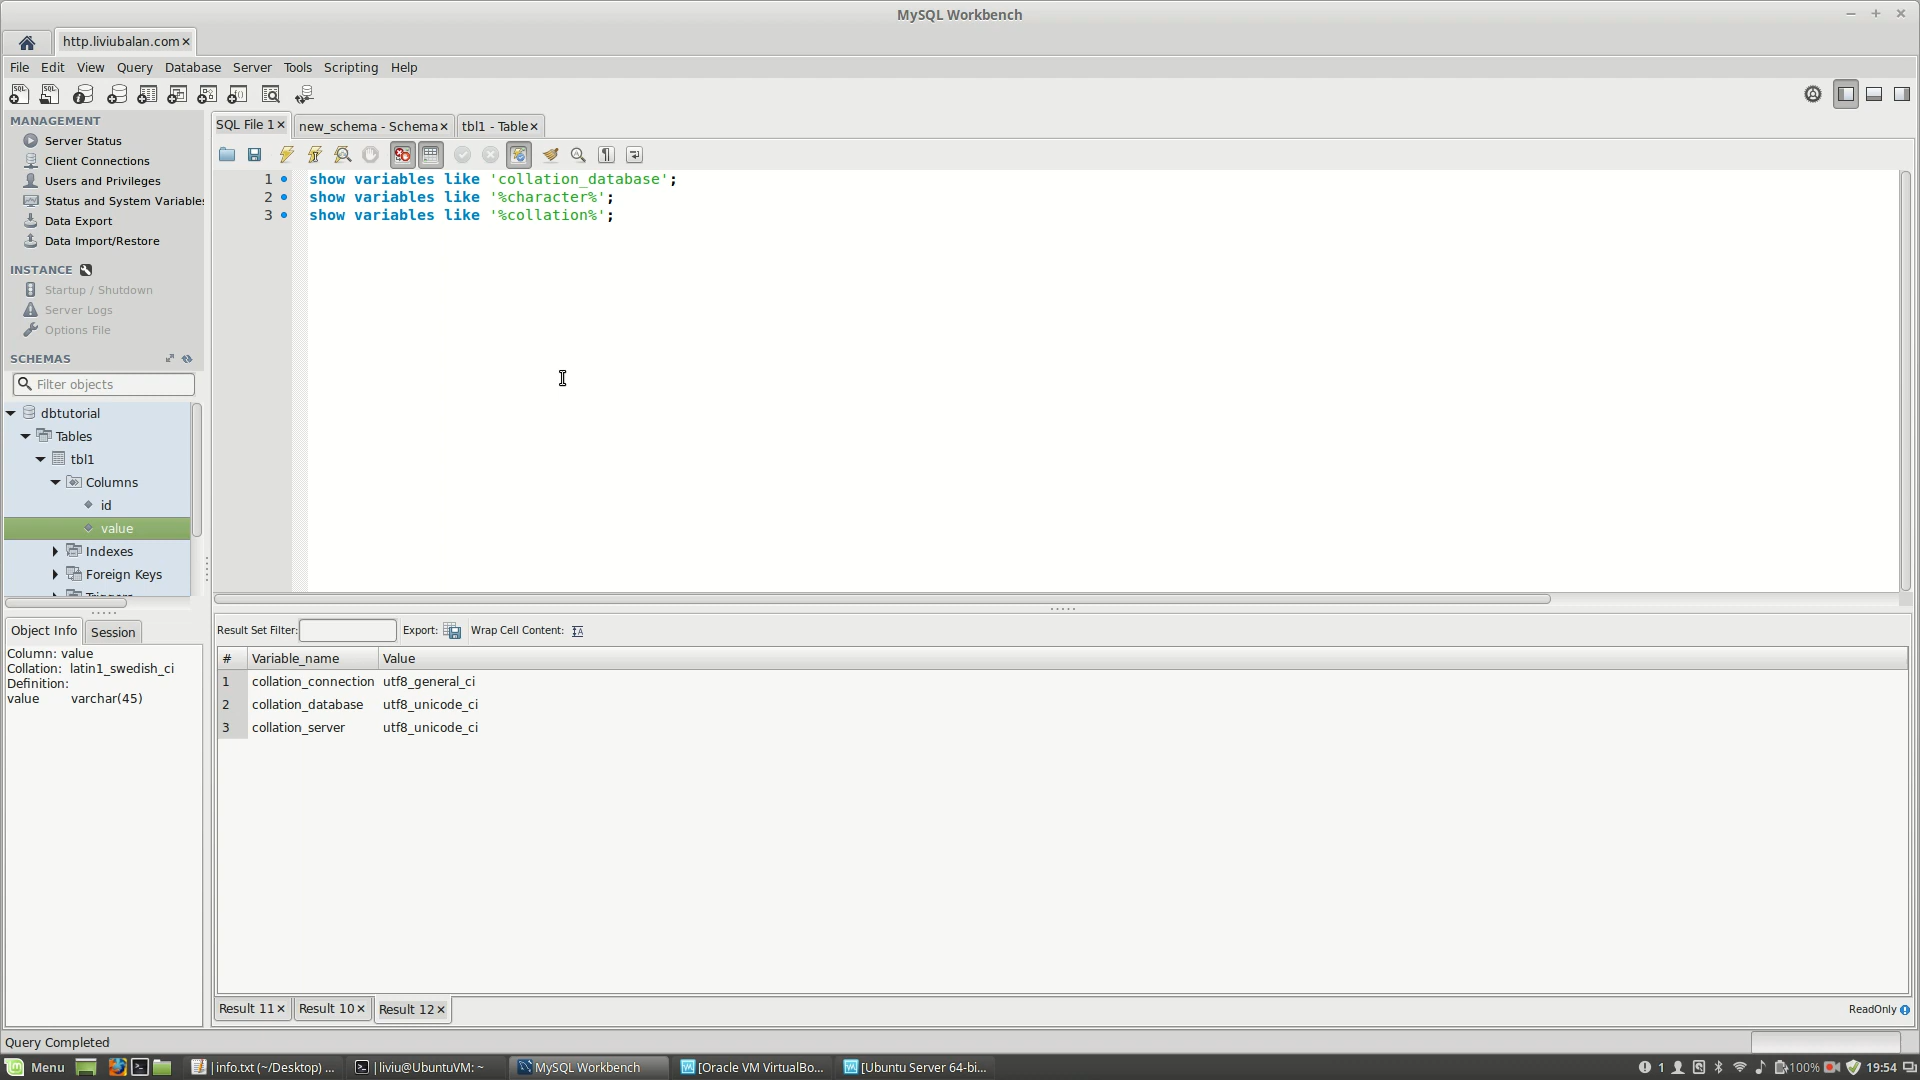 MySQL Workbench
http.liviubalan.com
File Edit View Query Database Server Tools Scripting Help
MANAGEMENT
Server Status
Client Connections
Users and Privileges
Status and System Variables
Data Export
Data Import/Restore
INSTANCE
Startup / Shutdown
Server Logs
Options File
SCHEMAS
Filter objects
dbtutorial
Tables
tbl1
Columns
id
value
Indexes
Foreign Keys
Object Info Session
Column: value
Collation: latin1_swedish_ci
Definition:
value varchar(45)
SQL File 1 new_schema - Schema tbl1 - Table
1 show variables like 'collation_database';
2 show variables like '%character%';
3 show variables like '%collation%';
Result Set Filter: Export: Wrap Cell Content:
# Variable_name Value
1 collation_connection utf8_general_ci
2 collation_database utf8_unicode_ci
3 collation_server utf8_unicode_ci
Result 11 Result 10 Result 12 ReadOnly
Query Completed
Menu |info.txt (~/Desktop) ... |liviu@UbuntuVM: ~ MySQL Workbench [Oracle VM VirtualBo... [Ubuntu Server 64-bi... 1 100% 19:54